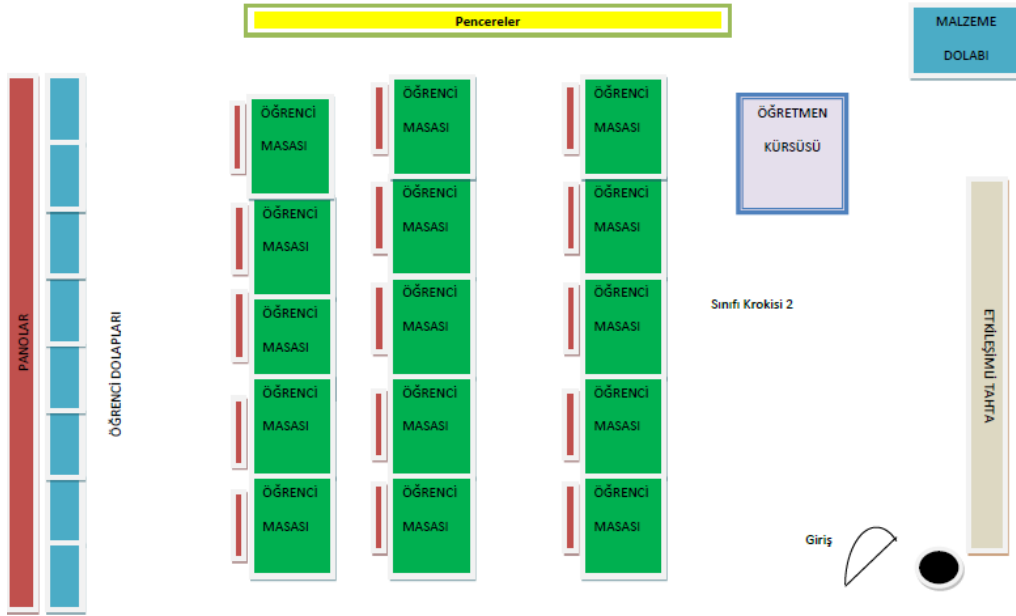 Pencereler
MALZEME
DOLABI
ÖĞRENCİ
MASASI
ÖĞRENCİ
MASASI
ÖĞRENCİ
MASASI
ÖĞRETMEN
KÜRSÜSÜ
ÖĞRENCİ
MASASI
ÖĞRENCİ
MASASI
ÖĞRENCİ
MASASI
ÖĞRENCİ
MASASI
ÖĞRENCİ
MASASI
ÖĞRENCİ
MASASI
Sınıfı Krokisi 2
PANOLAR
ÖĞRENCİ DOLAPLARI
ETKİLEŞİMLİ TAHTA
ÖĞRENCİ
MASASI
ÖĞRENCİ
MASASI
ÖĞRENCİ
MASASI
ÖĞRENCİ
MASASI
ÖĞRENCİ
MASASI
ÖĞRENCİ
MASASI
Giriş